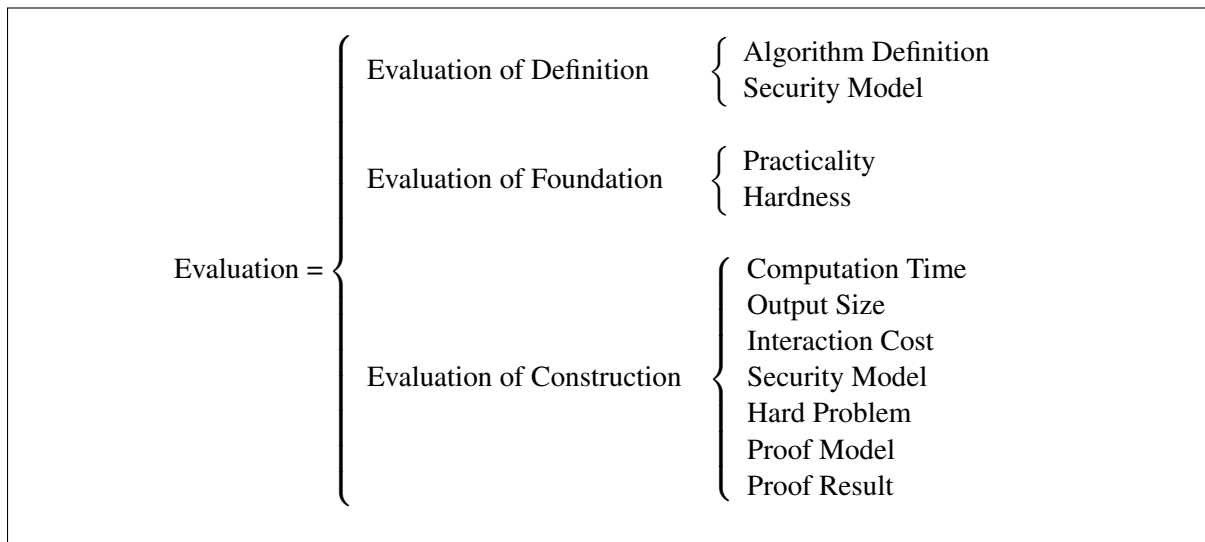 Evaluation of Definition
Algorithm Definition
Security Model
Evaluation of Foundation
Practicality
Hardness
Evaluation =
Evaluation of Construction
Computation Time
Output Size
Interaction Cost
Security Model
Hard Problem
Proof Model
Proof Result